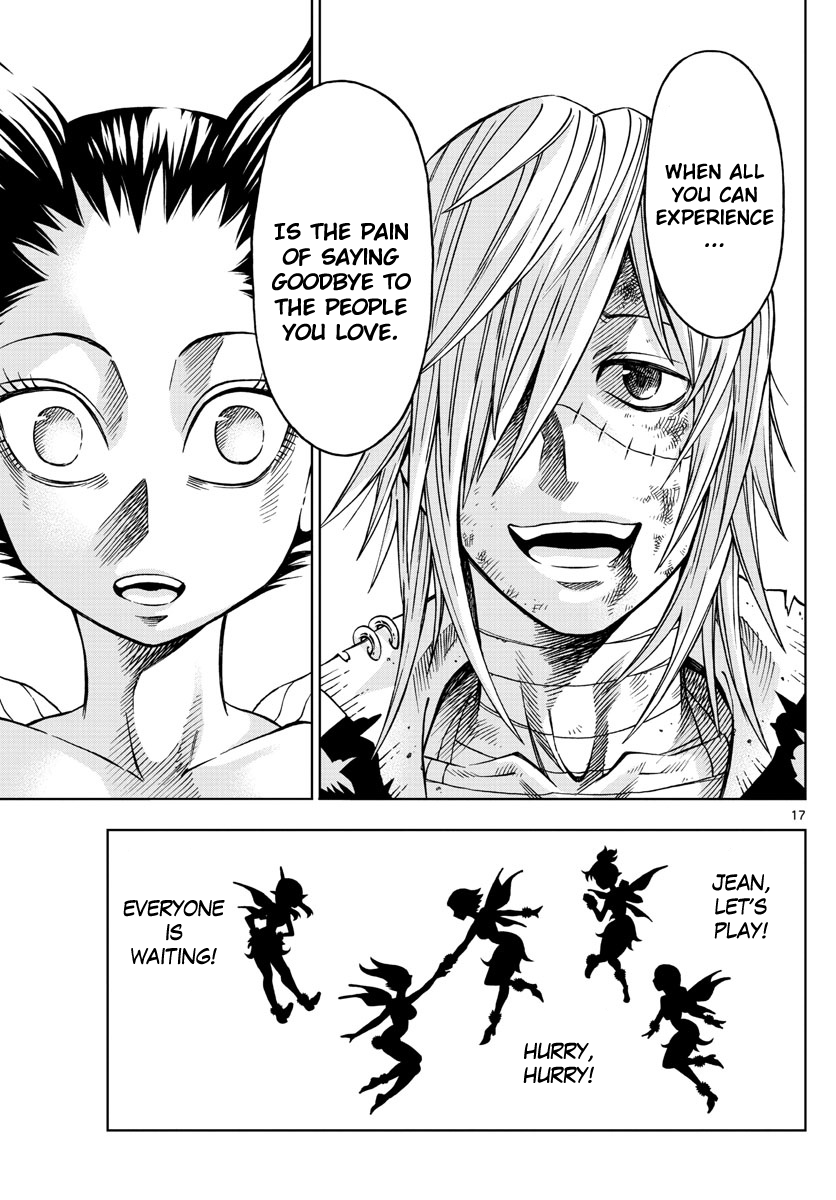 WHEN ALL
YOU CAN
EXPERIENCE
...
IS THE PAIN
OF SAYING
GOODBYE TO
THE PEOPLE
YOU LOVE.
17
JEAN,
LET'S
PLAY!
HURRY,
HURRY!
EVERYONE
IS
WAITING!